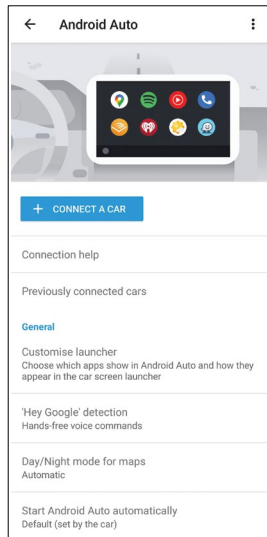 Android Auto
+ CONNECT A CAR
Connection help
Previously connected cars
General
Customise launcher
Choose which apps show in Android Auto and how they
appear in the car screen launcher
'Hey Google' detection
Hands-free voice commands
Day/Night mode for maps
Automatic
Start Android Auto automatically
Default (set by the car)